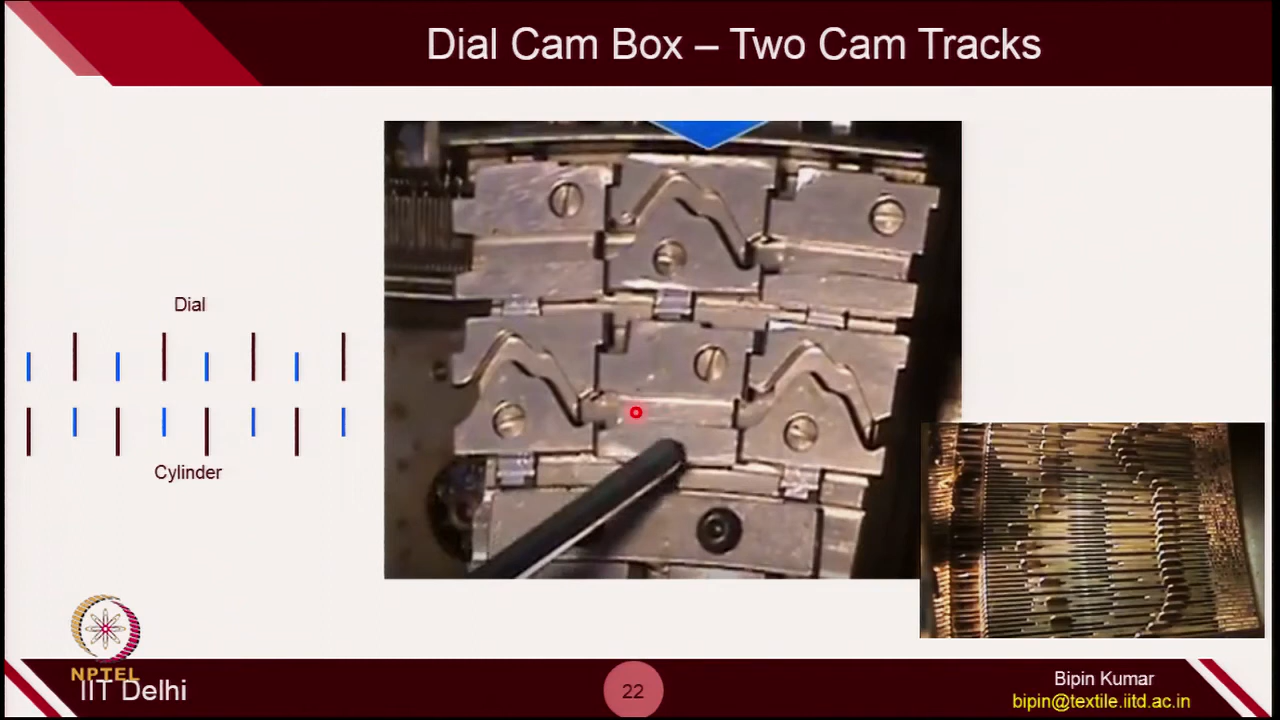 Dial Cam Box – Two Cam Tracks
Dial
Cylinder
NPTEL
IIT Delhi
22
Bipin Kumar
bipin@textile.iitd.ac.in